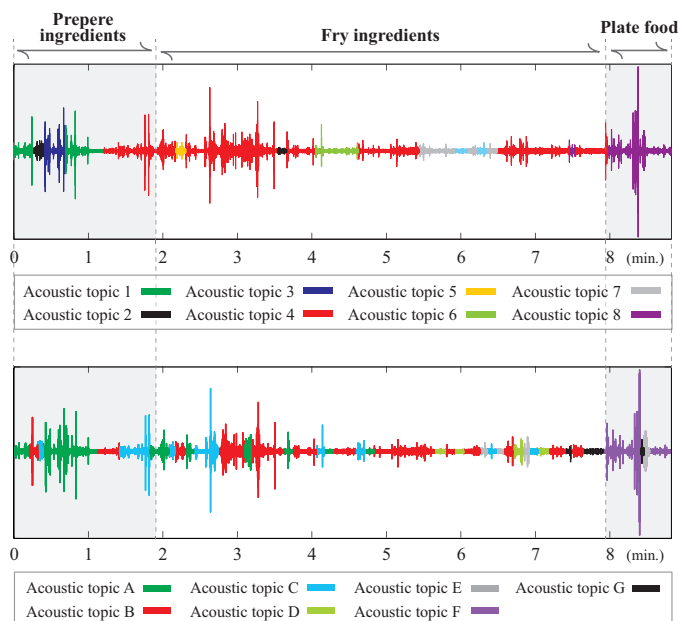 Prepere
ingredients
Fry ingredients
Plate food
0 1 2 3 4 5 6 7 8 (min.)
Acoustic topic 1 Acoustic topic 3 Acoustic topic 5 Acoustic topic 7
Acoustic topic 2 Acoustic topic 4 Acoustic topic 6 Acoustic topic 8
0 1 2 3 4 5 6 7 8 (min.)
Acoustic topic A Acoustic topic C Acoustic topic E Acoustic topic G
Acoustic topic B Acoustic topic D Acoustic topic F